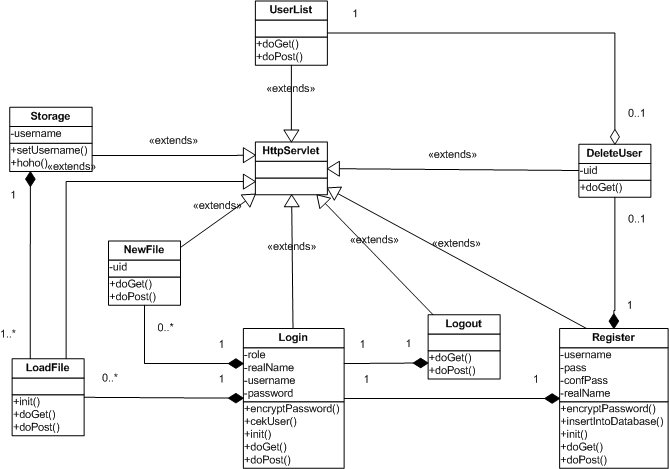 UserList
+doGet()
+doPost()
1
«extends»
0..1
Storage
-username
+setUsername()
+hoho()
«extends»
«extends»
1
HttpServlet
«extends»
DeleteUser
-uid
+doGet()
0..1
1
«extends»
NewFile
-uid
+doGet()
+doPost()
0..*
1
«extends»
«extends»
«extends»
1..*
LoadFile
+init()
+doGet()
+doPost()
0..*
1
Login
-role
-realName
-username
-password
+encryptPassword()
+cekUser()
+init()
+doGet()
+doPost()
1
1
Logout
+doGet()
+doPost()
1
1
Register
-username
-pass
-confPass
-realName
+encryptPassword()
+insertIntoDatabase()
+init()
+doGet()
+doPost()